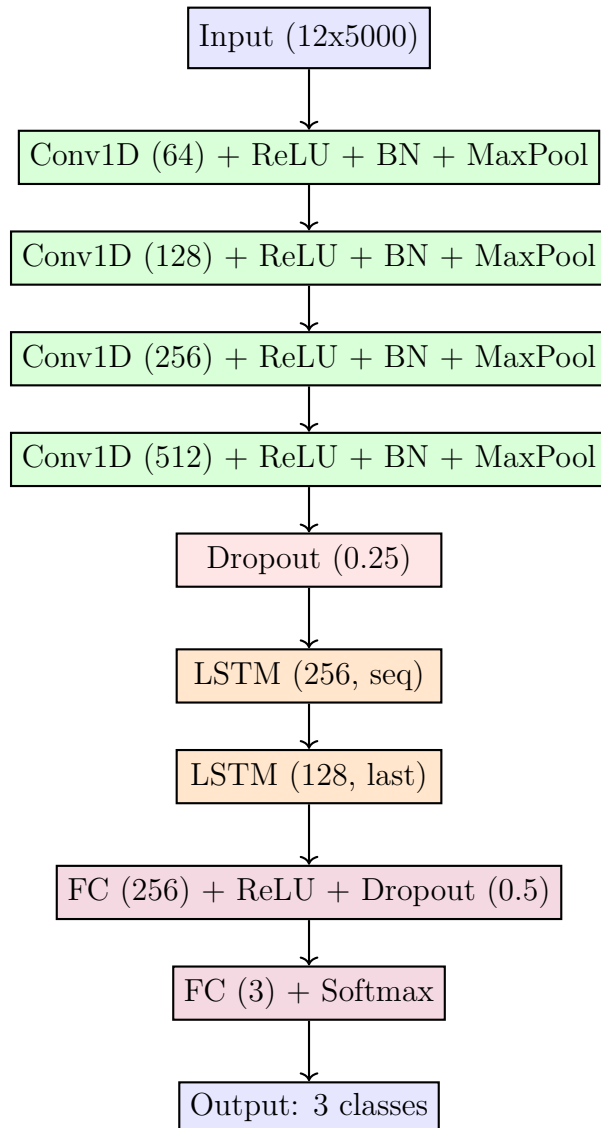 Input (12x5000)
Conv1D (64) + ReLU + BN + MaxPool
Conv1D (128) + ReLU + BN + MaxPool
Conv1D (256) + ReLU + BN + MaxPool
Conv1D (512) + ReLU + BN + MaxPool
Dropout (0.25)
LSTM (256, seq)
LSTM (128, last)
FC (256) + ReLU + Dropout (0.5)
FC (3) + Softmax
Output: 3 classes